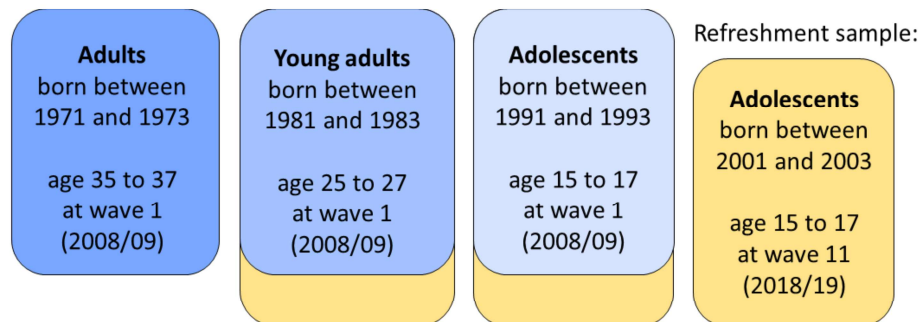 Adults
born between
1971 and 1973
age 35 to 37
at wave 1
(2008/09)
Young adults
born between
1981 and 1983
age 25 to 27
at wave 1
(2008/09)
Adolescents
born between
1991 and 1993
age 15 to 17
at wave 1
(2008/09)
Refreshment sample:
Adolescents
born between
2001 and 2003
age 15 to 17
at wave 11
(2018/19)